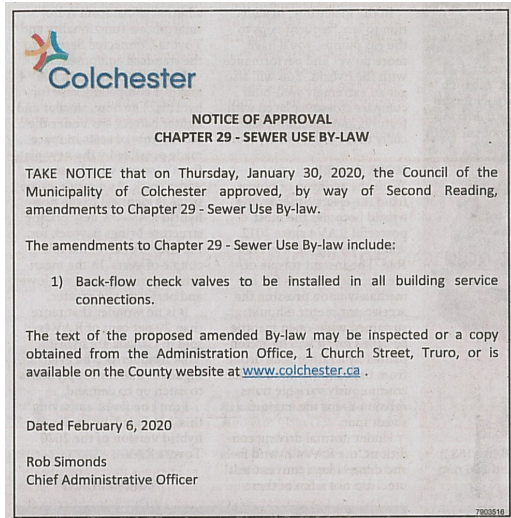 Colchester
NOTICE OF APPROVAL
CHAPTER 29 - SEWER USE BY-LAW
TAKE NOTICE that on Thursday, January 30, 2020, the Council of the
Municipality of Colchester approved, by way of Second Reading,
amendments to Chapter 29 - Sewer Use By-law.
The amendments to Chapter 29 - Sewer Use By-law include:
1) Back-flow check valves to be installed in all building service
connections.
The text of the proposed amended By-law may be inspected or a copy
obtained from the Administration Office, 1 Church Street, Truro, or is
available on the County website at www.colchester.ca .
Dated February 6, 2020
Rob Simonds
Chief Administrative Officer
7903516